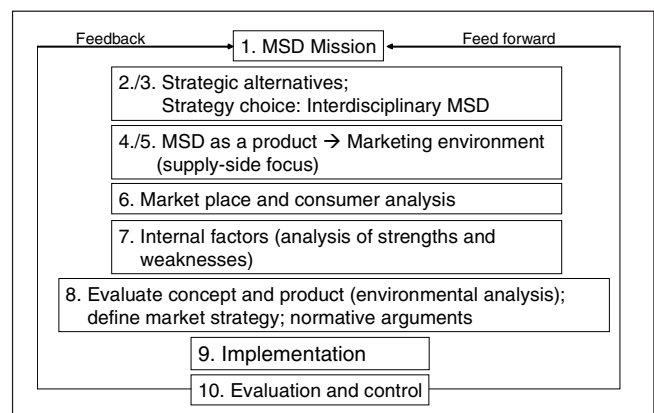 Feedback
1. MSD Mission
Feed forward
2./3. Strategic alternatives;
Strategy choice: Interdisciplinary MSD
4./5. MSD as a product → Marketing environment
(supply-side focus)
6. Market place and consumer analysis
7. Internal factors (analysis of strengths and
weaknesses)
8. Evaluate concept and product (environmental analysis);
define market strategy; normative arguments
9. Implementation
10. Evaluation and control